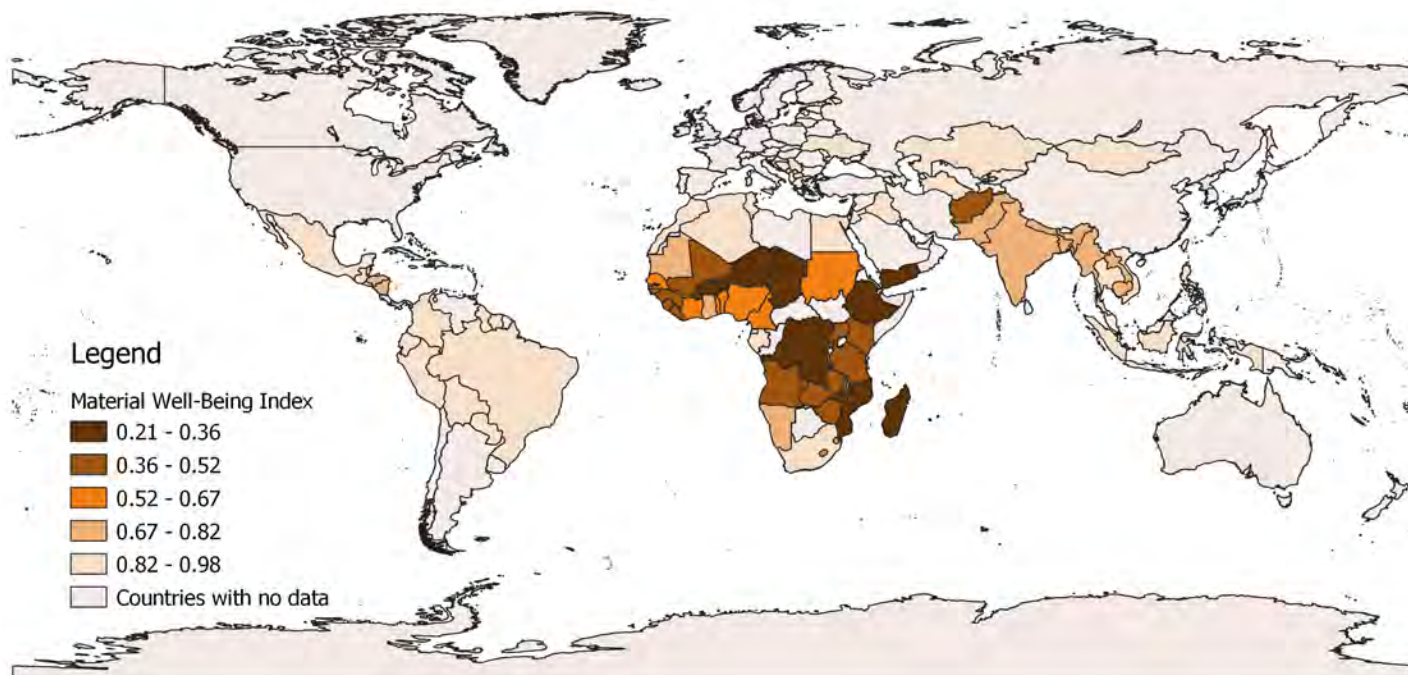 Legend
Material Well-Being Index
0.21 - 0.36
0.36 - 0.52
0.52 - 0.67
0.67 - 0.82
0.82 - 0.98
Countries with no data